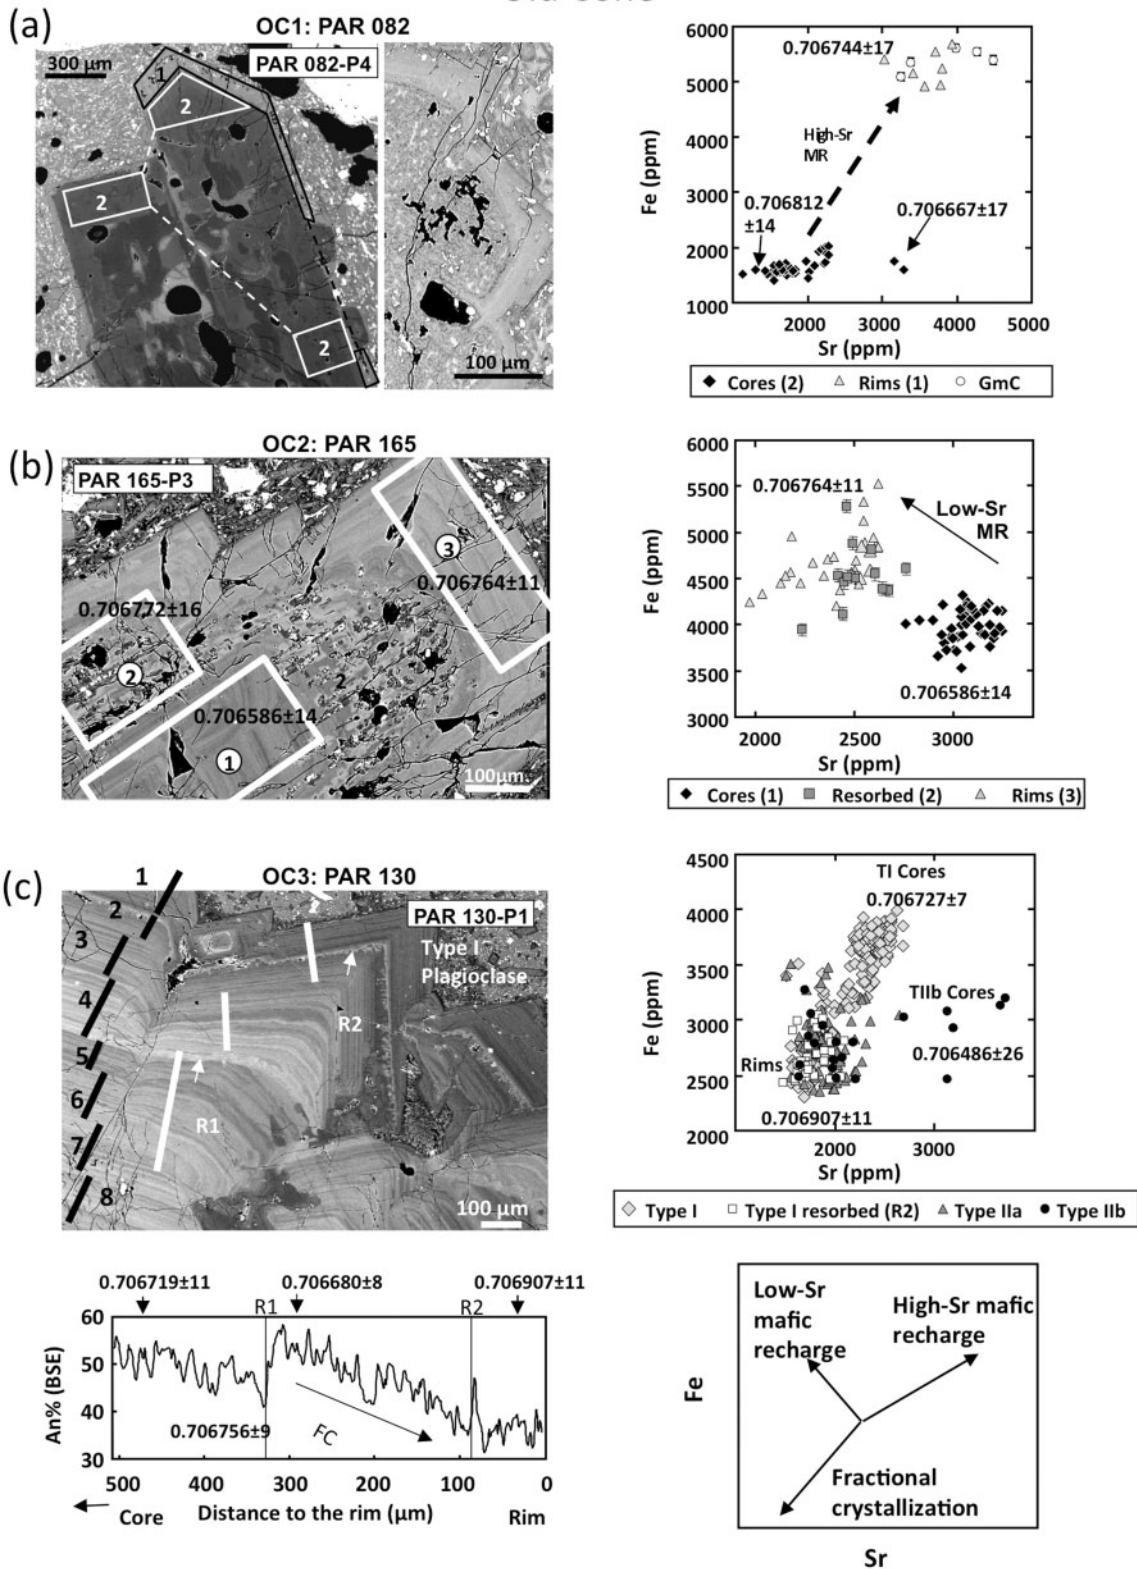 (a)
OC1: PAR 082
300 µm
PAR 082-P4
1
2
2
2
100 µm
6000
5000
4000
3000
2000
1000
Fe (ppm)
0.706744±17
High-Sr
MR
0.706812
±14
0.706667±17
2000 3000 4000 5000
Sr (ppm)
Cores (2) Rims (1) GmC
(b)
OC2: PAR 165
PAR 165-P3
3
0.706764±11
0.706772±16
2
2
0.706586±14
1
100µm
6000
5500
5000
4500
4000
3500
3000
Fe (ppm)
0.706764±11
Low-Sr
MR
0.706586±14
2000 2500 3000
Sr (ppm)
Cores (1) Resorbed (2) Rims (3)
(c)
OC3: PAR 130
1
2
3
4
5
6
7
8
PAR 130-P1
Type I
Plagioclase
R2
R1
100 µm
4500
4000
3500
3000
2500
2000
Fe (ppm)
TI Cores
0.706727±7
TIIb Cores
0.706486±26
Rims
0.706907±11
2000 3000
Sr (ppm)
Type I Type I resorbed (R2) Type IIa Type IIb
0.706719±11 0.706680±8 0.706907±11
R1 R2
60
50
40
30
An% (BSE)
0.706756±9
FC
500 400 300 200 100 0
Core Distance to the rim (µm) Rim
Low-Sr
mafic
recharge
High-Sr mafic
recharge
Fe
Fractional
crystallization
Sr